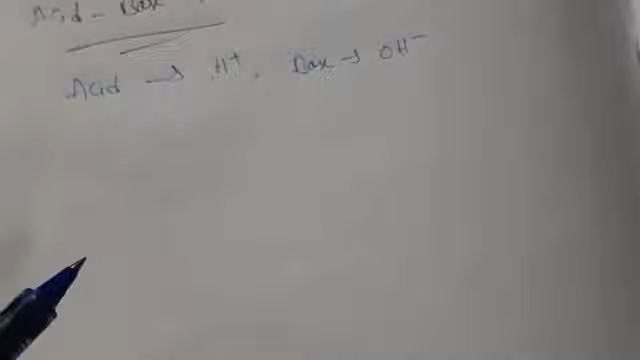 Acid - Base
Acid → H⁺, Base → OH⁻